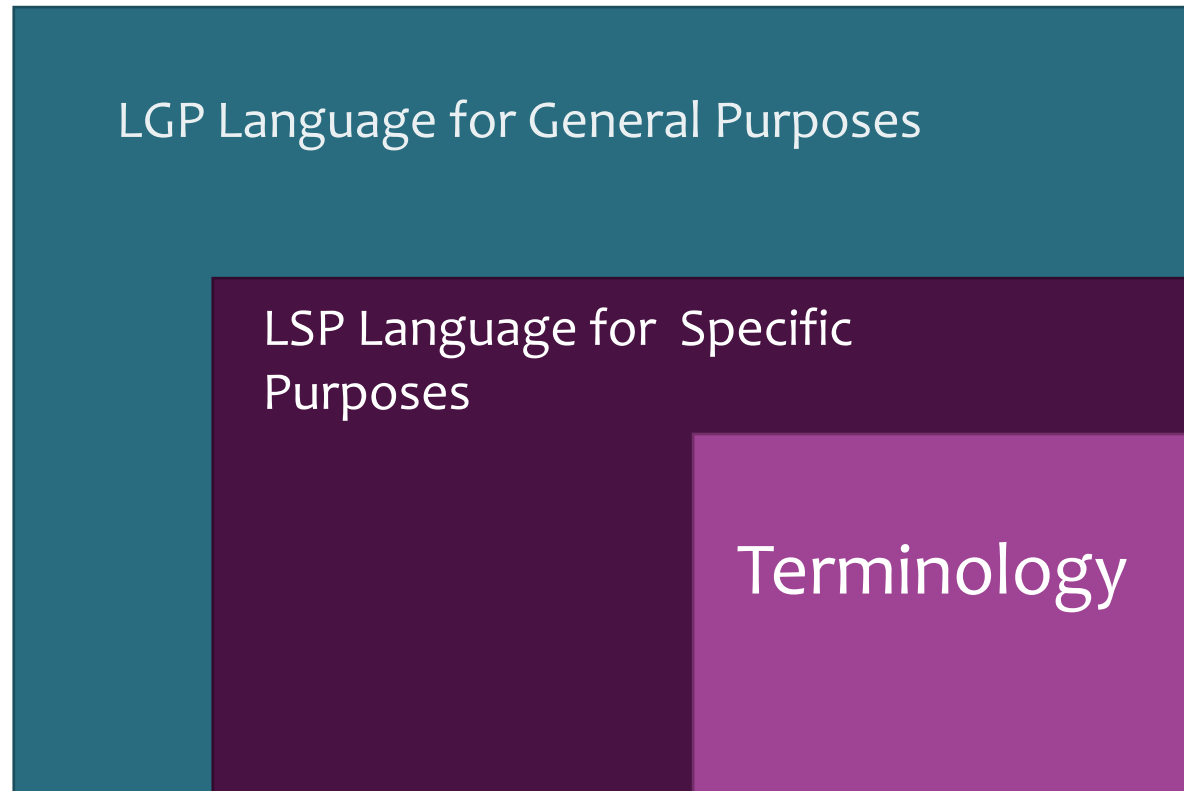 LGP Language for General Purposes
LSP Language for  Specific
Purposes
Terminology